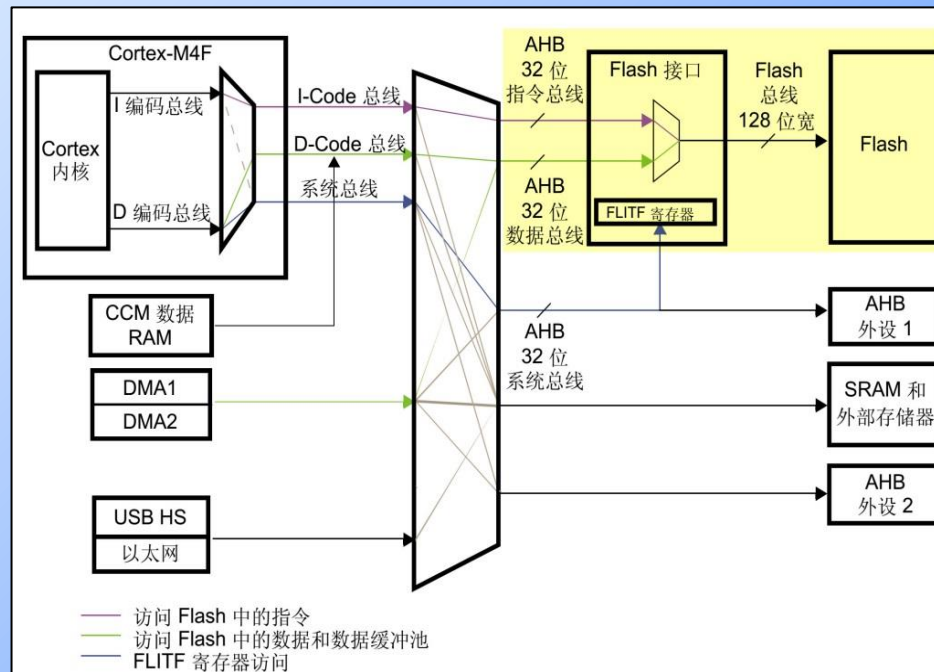 Cortex-M4F
Cortex
内核
I 编码总线
D 编码总线
I-Code 总线
D-Code 总线
系统总线
AHB
32 位
指令总线
AHB
32 位
数据总线
Flash 接口
FLITF 寄存器
Flash
总线
128 位宽
Flash
CCM 数据
RAM
DMA1
DMA2
USB HS
以太网
AHB
32 位
系统总线
AHB
外设 1
SRAM 和
外部存储器
AHB
外设 2
访问 Flash 中的指令
访问 Flash 中的数据和数据缓冲池
FLITF 寄存器访问